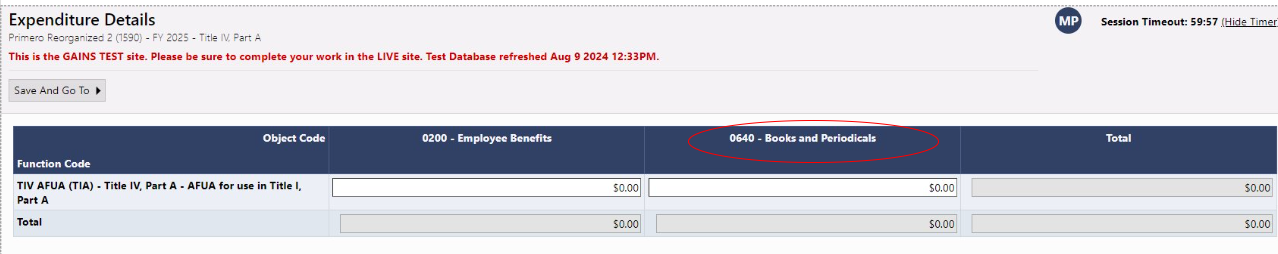 Expenditure Details
MP
Session Timeout: 59:57 (Hide Timer
Primero Reorganized 2 (1590) - FY 2025 - Title IV, Part A
This is the GAINS TEST site. Please be sure to complete your work in the LIVE site. Test Database refreshed Aug 9 2024 12:33PM.
Save And Go To
Object Code 0200 - Employee Benefits 0640 - Books and Periodicals Total
Function Code
TIV AFUA (TIA) - Title IV, Part A - AFUA for use in Title I, $0.00 $0.00 $0.00
Part A
Total $0.00 $0.00 $0.00